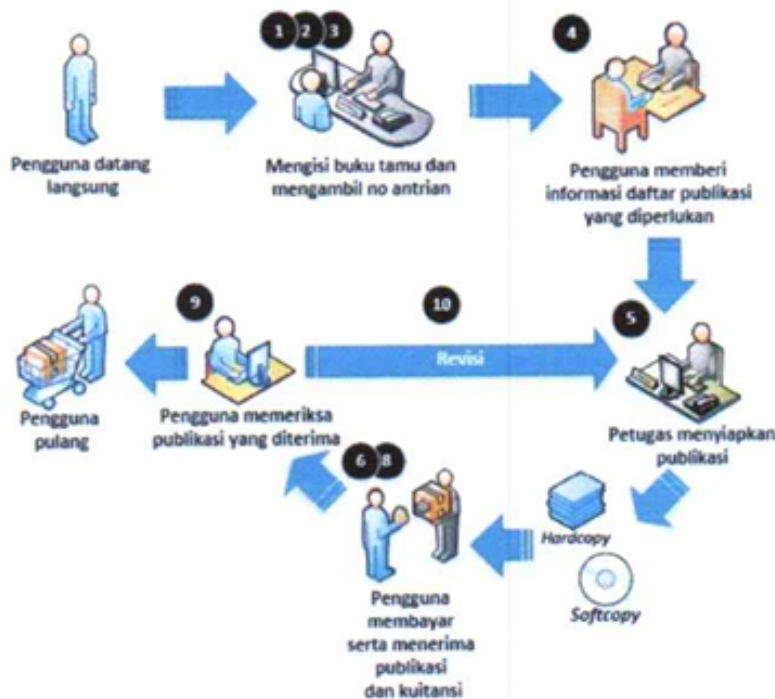 1 2 3
4
Pengguna datang
langsung
Mengisi buku tamu dan
mengambil no antrian
Pengguna memberi
informasi daftar publikasi
yang diperlukan
9
10
5
Revisi
Pengguna
pulang
Pengguna memeriksa
publikasi yang diterima
Petugas menyiapkan
publikasi
6 8
Hardcopy
Softcopy
Pengguna
membayar
serta menerima
publikasi
dan kuitansi